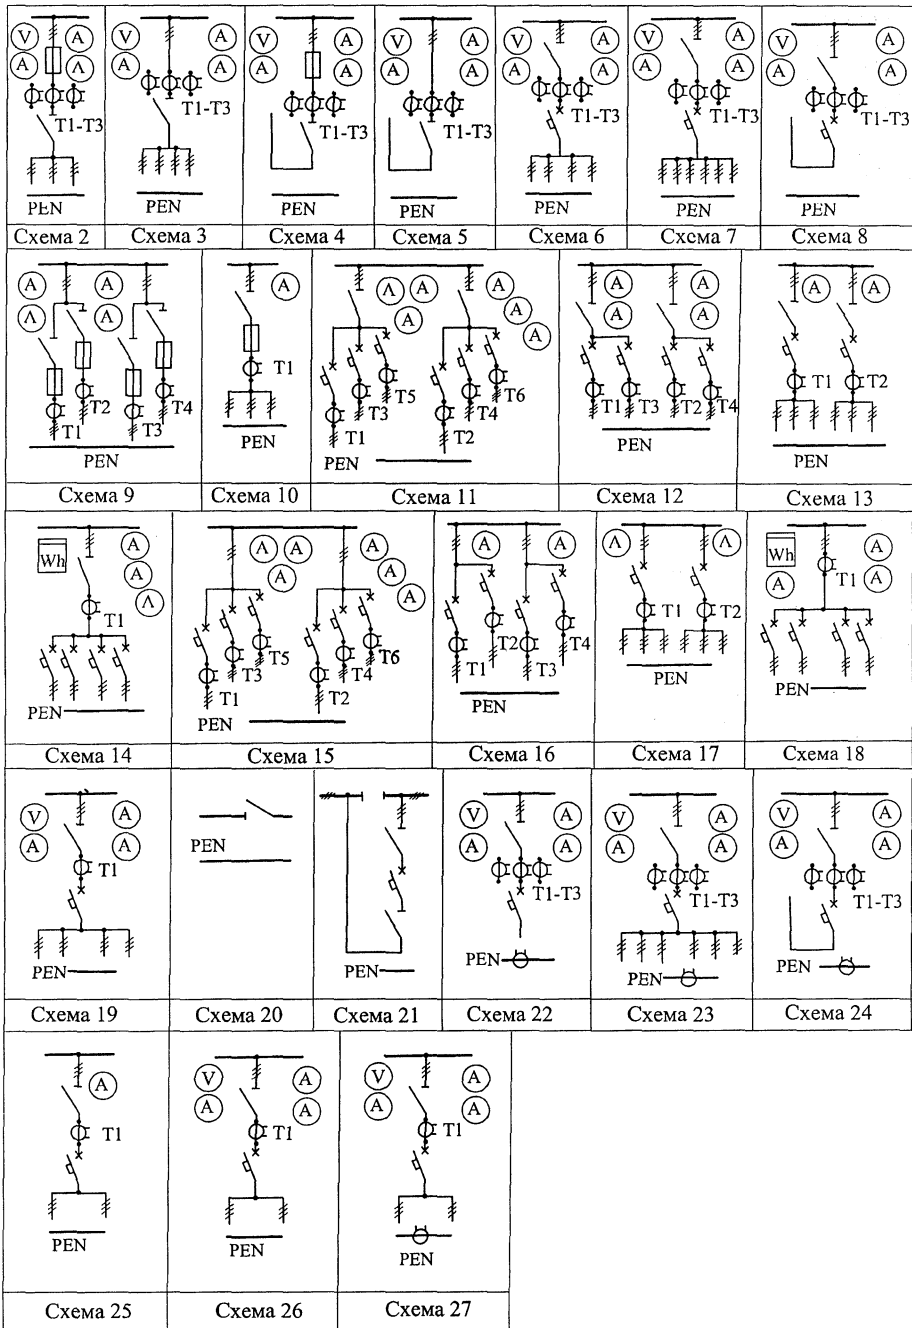 V A A V A A V A A V A A V A A V A A V A A
A Λ A A A A A A A A A A
T1-T3 T1-T3 T1-T3 T1-T3 T1-T3 T1-T3 T1-T3
PEN PEN PEN PEN PEN PEN PEN
Схема 2 Схема 3 Схема 4 Схема 5 Схема 6 Схема 7 Схема 8
A A A Λ A A A A A
Λ A A A A A
T1 T2 T3 T4 T1 T1 T3 T5 T2 T4 T6 T1 T3 T2 T4 T1 T2
PEN PEN PEN PEN
Схема 9 Схема 10 Схема 11 Схема 12 Схема 13
Wh A A Λ Λ A A A A A A A Λ Λ Wh A A A
T1 T1 T3 T5 T2 T4 T6 T1 T2 T3 T4 T1 T2 T1
PEN PEN PEN PEN PEN
Схема 14 Схема 15 Схема 16 Схема 17 Схема 18
V A A A V A A A V A A A V A A A
T1 T1-T3 T1-T3 T1-T3
PEN PEN PEN PEN PEN PEN
Схема 19 Схема 20 Схема 21 Схема 22 Схема 23 Схема 24
A V A A A V A A A
T1 T1 T1
PEN PEN PEN
Схема 25 Схема 26 Схема 27